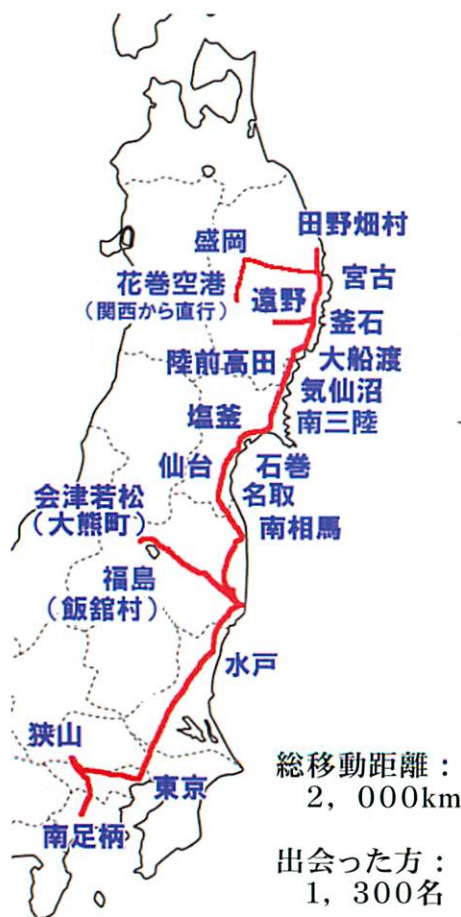 田野畑村
盛岡
宮古
花巻空港
(関西から直行)
遠野
釜石
陸前高田
大船渡
気仙沼
塩釜
南三陸
仙台
石巻
名取
会津若松
(大熊町)
南相馬
福島
(飯舘村)
水戸
狭山
東京
南足柄
総移動距離：
2，000km
出会った方：
1，300名